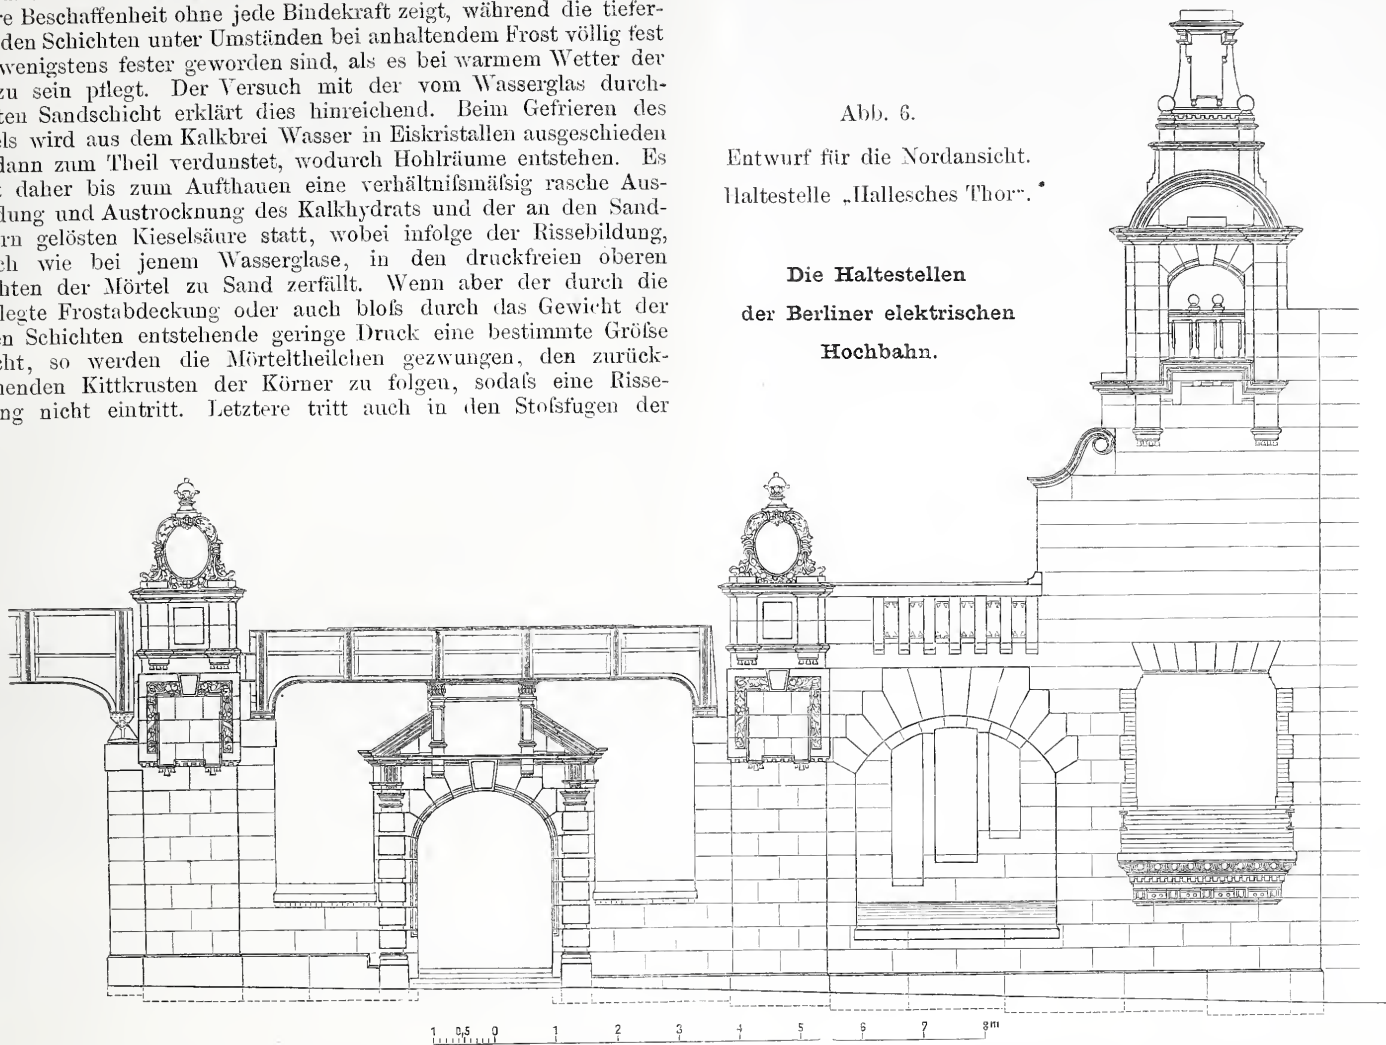 re Beschaffenheit ohne jede Bindekraft zeigt, während die tiefer-
den Schichten unter Umständen bei anhaltendem Frost völlig fest
wenigstens fester geworden sind, als es bei warmem Wetter der
zu sein pflegt. Der Versuch mit der vom Wasserglas durch-
ten Sandschicht erklärt dies hinreichend. Beim Gefrieren des
els wird aus dem Kalkbrei Wasser in Eiskristallen ausgeschieden
dann zum Theil verdunstet, wodurch Hohlräume entstehen. Es
t daher bis zum Aufthauen eine verhältnifsmäfsig rasche Aus-
dung und Austrocknung des Kalkhydrats und der an den Sand-
rn gelösten Kieselsäure statt, wobei infolge der Rissebildung,
ch wie bei jenem Wasserglase, in den druckfreien oberen
hten der Mörtel zu Sand zerfällt. Wenn aber der durch die
legte Frostabdeckung oder auch blofs durch das Gewicht der
en Schichten entstehende geringe Druck eine bestimmte Gröfse
cht, so werden die Mörteltheilchen gezwungen, den zurück-
henden Kittkrusten der Körner zu folgen, sodafs eine Risse-
ng nicht eintritt. Letztere tritt auch in den Stofsfugen der
Abb. 6.
Entwurf für die Nordansicht.
Haltestelle „Hallesches Thor“.
Die Haltestellen
der Berliner elektrischen
Hochbahn.
1 0,5 0 1 2 3 4 5 6 7 8m